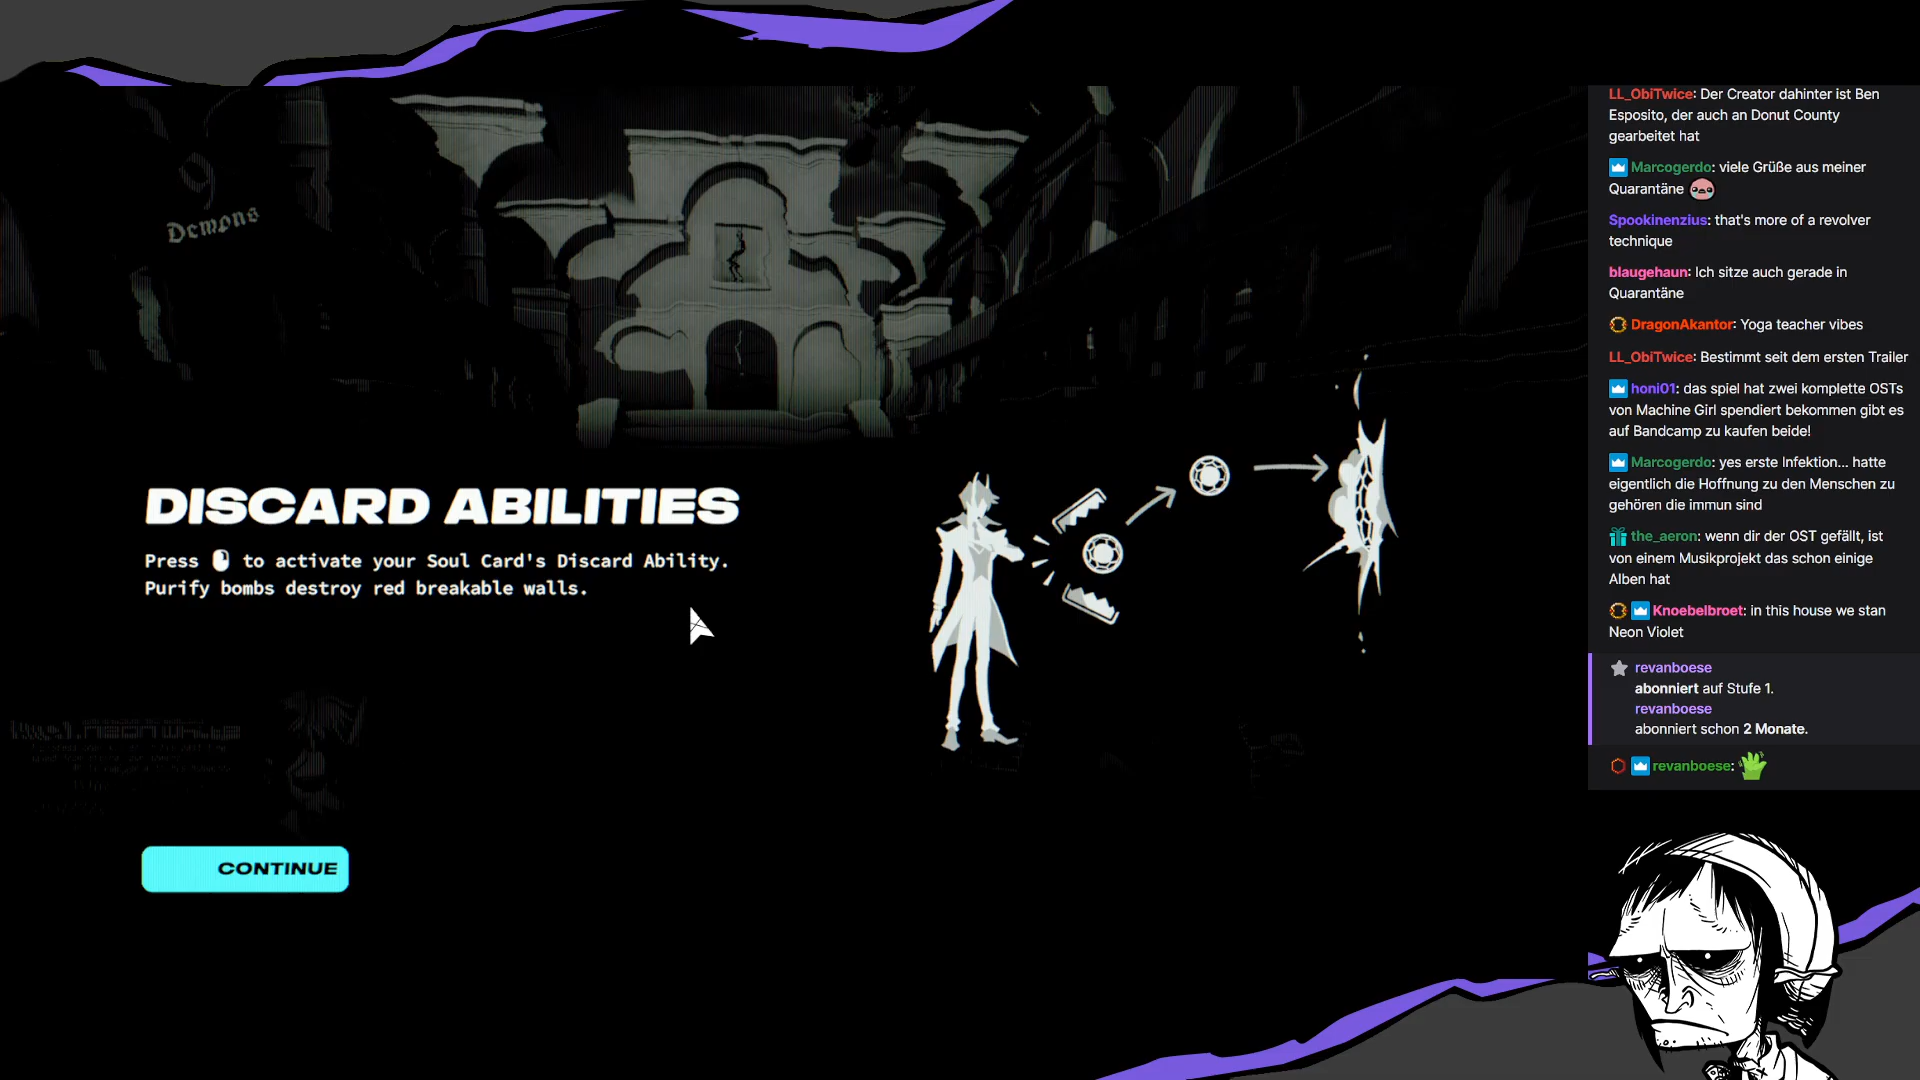 9
Demons
DISCARD ABILITIES
Press to activate your Soul Card's Discard Ability.
Purify bombs destroy red breakable walls.
CONTINUE
LL_ObiTwice: Der Creator dahinter ist Ben
Esposito, der auch an Donut County
gearbeitet hat
Marcogerdo: viele Grüße aus meiner
Quarantäne
Spookinenzius: that's more of a revolver
technique
blaugehaun: Ich sitze auch gerade in
Quarantäne
DragonAkantor: Yoga teacher vibes
LL_ObiTwice: Bestimmt seit dem ersten Trailer
honi01: das spiel hat zwei komplette OSTs
von Machine Girl spendiert bekommen gibt es
auf Bandcamp zu kaufen beide!
Marcogerdo: yes erste Infektion... hatte
eigentlich die Hoffnung zu den Menschen zu
gehören die immun sind
the_aeron: wenn dir der OST gefällt, ist
von einem Musikprojekt das schon einige
Alben hat
Knoebelbroet: in this house we stan
Neon Violet
revanboese
abonniert auf Stufe 1.
revanboese
abonniert schon 2 Monate.
revanboese: